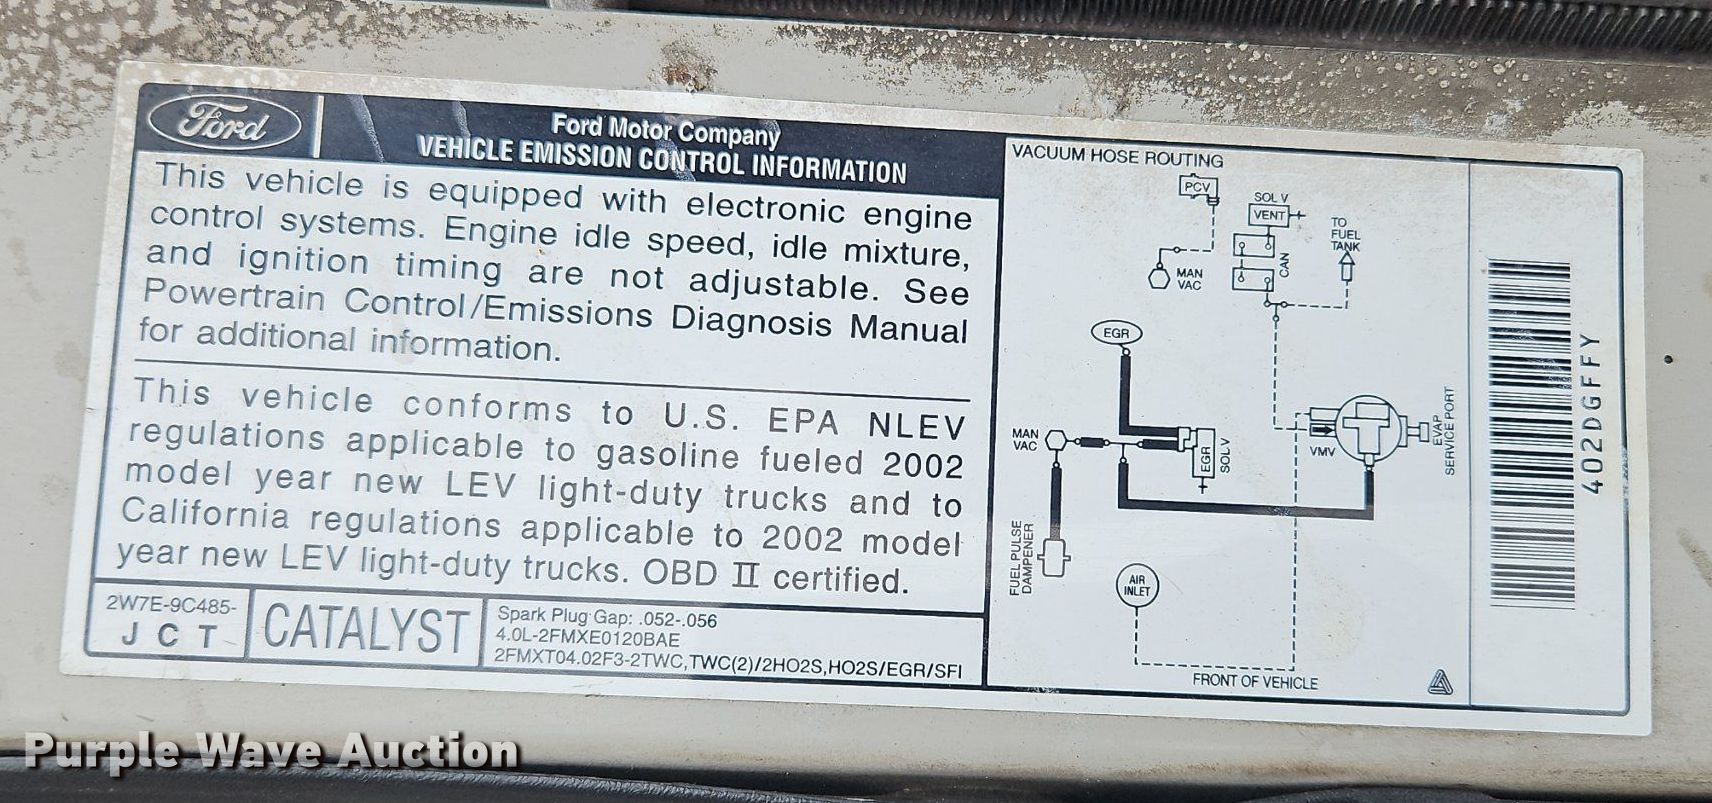 Ford
Ford Motor Company
VEHICLE EMISSION CONTROL INFORMATION
This vehicle is equipped with electronic engine
control systems. Engine idle speed, idle mixture,
and ignition timing are not adjustable. See
Powertrain Control/Emissions Diagnosis Manual
for additional information.
This vehicle conforms to U.S. EPA NLEV
regulations applicable to gasoline fueled 2002
model year new LEV light-duty trucks and to
California regulations applicable to 2002 model
year new LEV light-duty trucks. OBD II certified.
2W7E-9C485-
J C T
CATALYST
Spark Plug Gap: .052-.056
4.0L-2FMXE0120BAE
2FMXT04.02F3-2TWC,TWC(2)/2HO2S,HO2S/EGR/SFI
VACUUM HOSE ROUTING
PCV
SOL V
VENT
TO
FUEL
TANK
CAN
MAN
VAC
EGR
MAN
VAC
EGR
SOL V
VMV
EVAP
SERVICE PORT
FUEL PULSE
DAMPENER
AIR
INLET
FRONT OF VEHICLE
402DGFFY
Purple Wave Auction